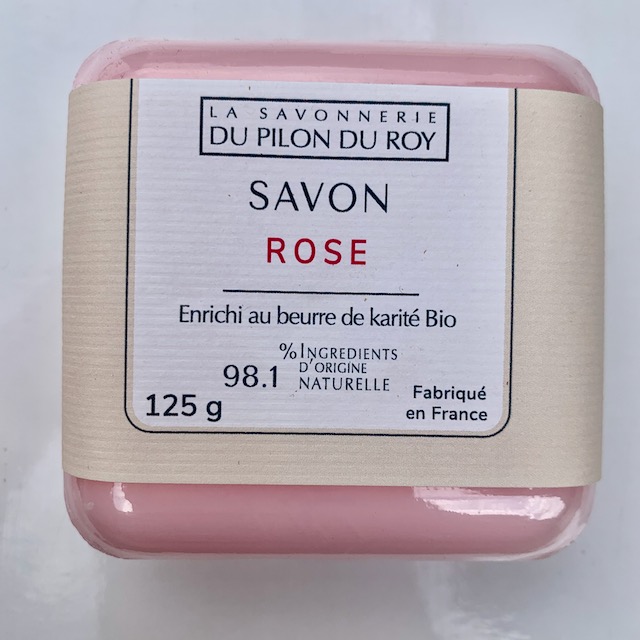 LA SAVONNERIE
DU PILON DU ROY
SAVON
ROSE
Enrichi au beurre de karité Bio
98.1 % INGREDIENTS
D'ORIGINE
NATURELLE
125 g
Fabriqué
en France